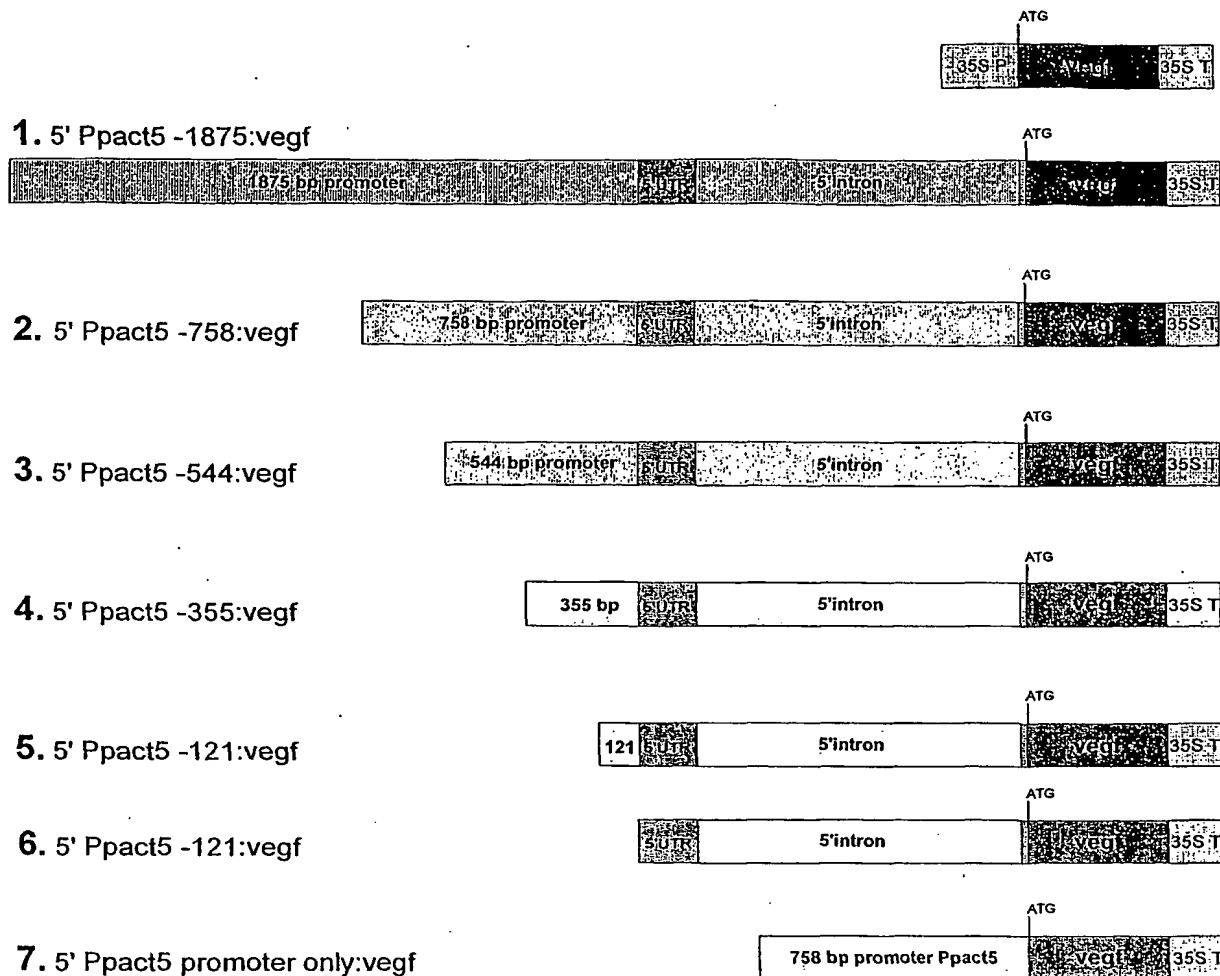 ATG
35S P vegf 35S T
1. 5' Ppact5 -1875:vegf
ATG
1875 bp promoter 5'UTR 5'intron vegf 35S T
ATG
2. 5' Ppact5 -758:vegf 758 bp promoter 5'UTR 5'intron vegf 35S T
ATG
3. 5' Ppact5 -544:vegf 544 bp promoter 5'UTR 5'intron vegf 35S T
ATG
4. 5' Ppact5 -355:vegf 355 bp 5'UTR 5'intron vegf 35S T
ATG
5. 5' Ppact5 -121:vegf 121 5'UTR 5'intron vegf 35S T
ATG
6. 5' Ppact5 -121:vegf 5'UTR 5'intron vegf 35S T
ATG
7. 5' Ppact5 promoter only:vegf 758 bp promoter Ppact5 vegf 35S T